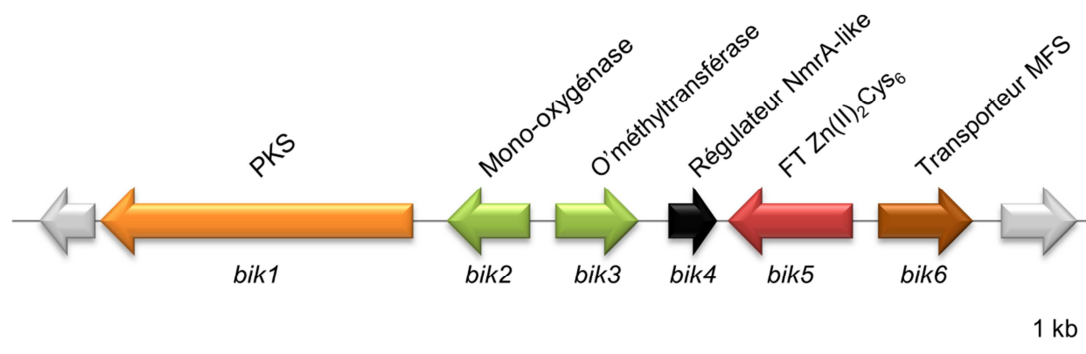 PKS
Mono-oxygénase
O'méthyltransférase
Régulateur NmrA-like
FT Zn(II)₂Cys₆
Transporteur MFS
bik1
bik2
bik3
bik4
bik5
bik6
1 kb